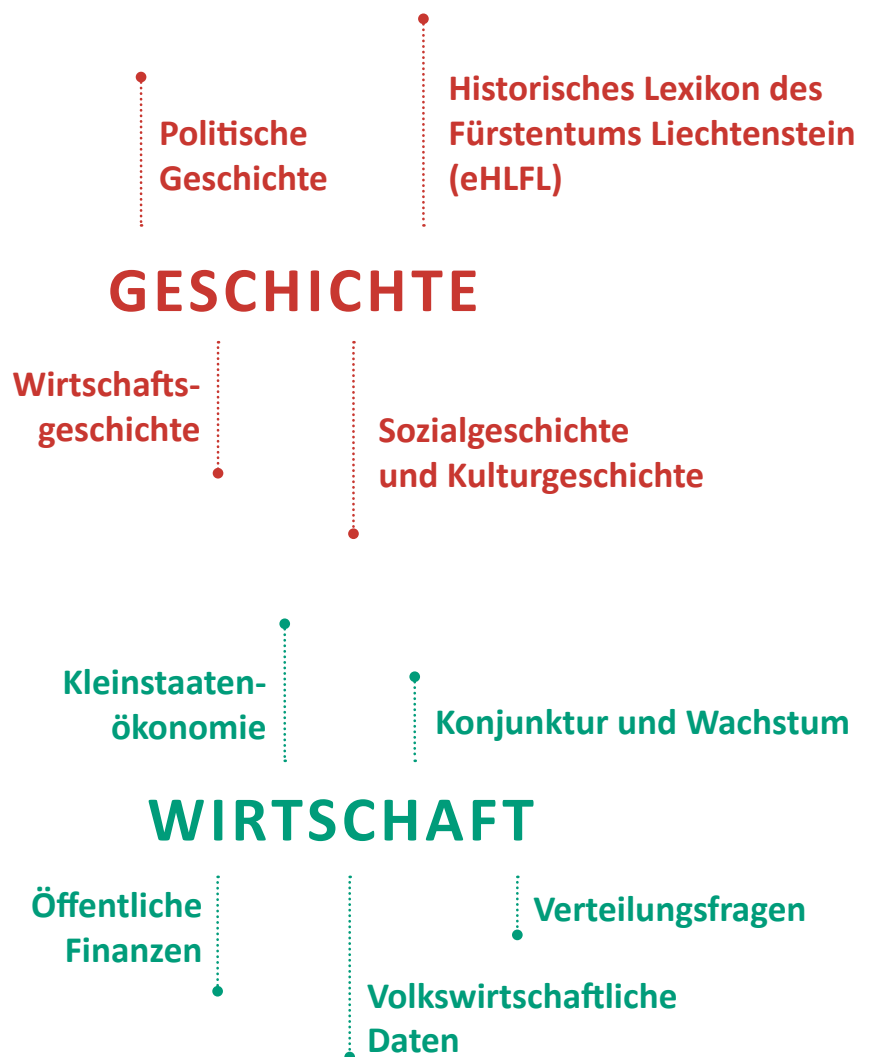 Politische
Geschichte
Historisches Lexikon des
Fürstentums Liechtenstein
(eHLFL)
GESCHICHTE
Wirtschafts-
geschichte
Sozialgeschichte
und Kulturgeschichte
Kleinstaaten-
ökonomie
Konjunktur und Wachstum
WIRTSCHAFT
Öffentliche
Finanzen
Verteilungsfragen
Volkswirtschaftliche
Daten